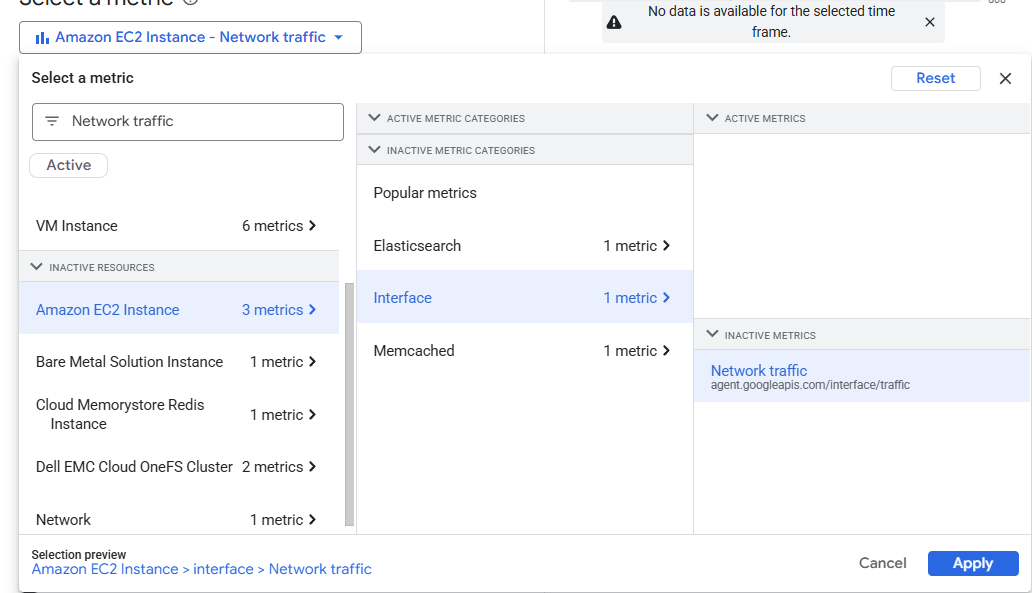 Select a metric
No data is available for the selected time
frame.
Amazon EC2 Instance - Network traffic
Select a metric
Reset
Network traffic
Active
VM Instance 6 metrics
INACTIVE RESOURCES
Amazon EC2 Instance 3 metrics
Bare Metal Solution Instance 1 metric
Cloud Memorystore Redis
Instance 1 metric
Dell EMC Cloud OneFS Cluster 2 metrics
Network 1 metric
ACTIVE METRIC CATEGORIES
INACTIVE METRIC CATEGORIES
Popular metrics
Elasticsearch 1 metric
Interface 1 metric
Memcached 1 metric
ACTIVE METRICS
INACTIVE METRICS
Network traffic
agent.googleapis.com/interface/traffic
Selection preview
Amazon EC2 Instance > interface > Network traffic
Cancel
Apply